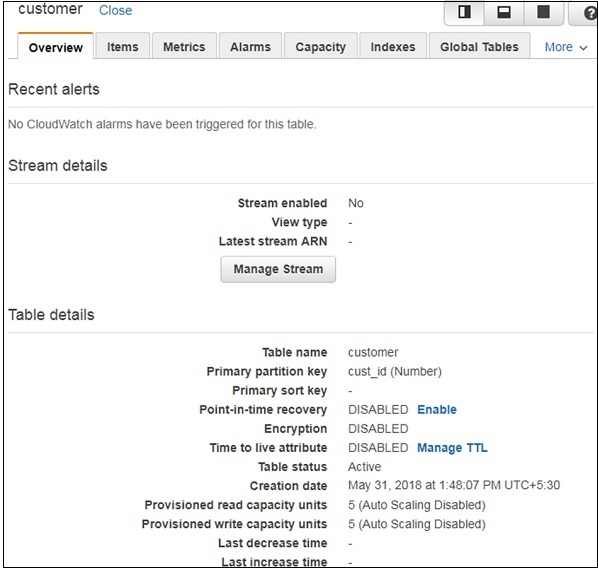 customer Close
Overview Items Metrics Alarms Capacity Indexes Global Tables More
Recent alerts
No CloudWatch alarms have been triggered for this table.
Stream details
Stream enabled No
View type -
Latest stream ARN -
Manage Stream
Table details
Table name customer
Primary partition key cust_id (Number)
Primary sort key -
Point-in-time recovery DISABLED Enable
Encryption DISABLED
Time to live attribute DISABLED Manage TTL
Table status Active
Creation date May 31, 2018 at 1:48:07 PM UTC+5:30
Provisioned read capacity units 5 (Auto Scaling Disabled)
Provisioned write capacity units 5 (Auto Scaling Disabled)
Last decrease time -
Last increase time -